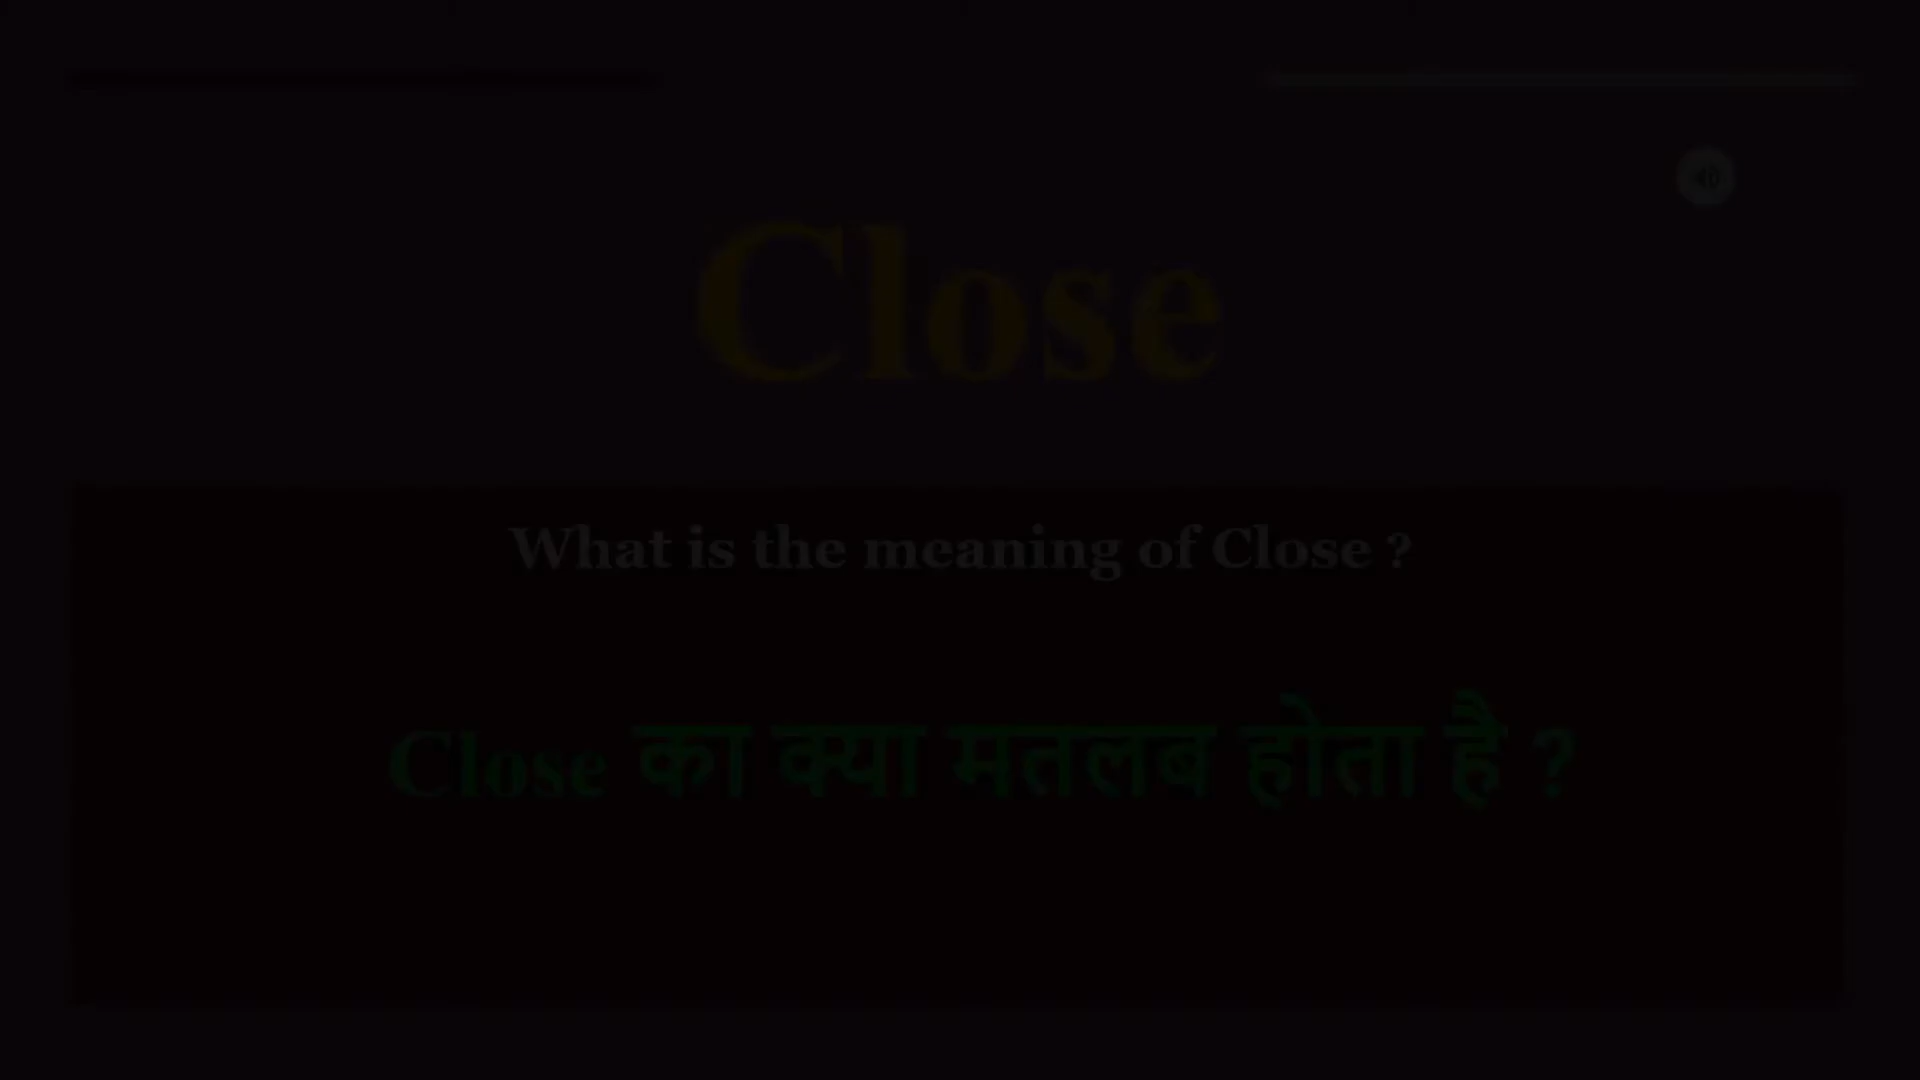 Close
What is the meaning of Close ?
Close का क्या मतलब होता है ?